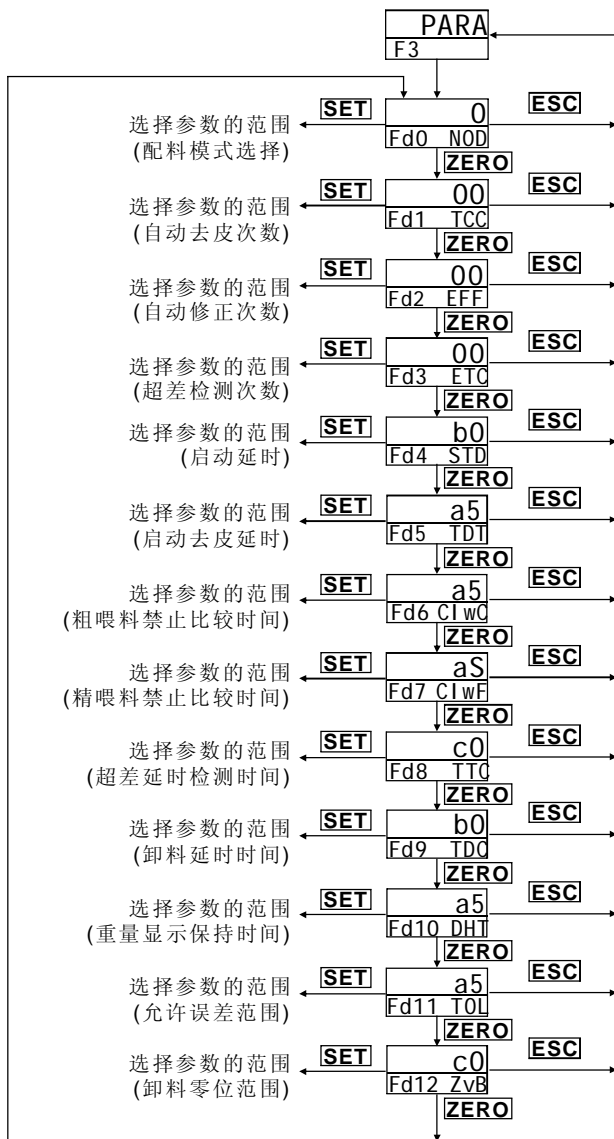 PARA
F3
SET
0
ESC
选择参数的范围
(配料模式选择)
Fd0 NOD
ZERO
SET
00
ESC
选择参数的范围
(自动去皮次数)
Fd1 TCC
ZERO
SET
00
ESC
选择参数的范围
(自动修正次数)
Fd2 EFF
ZERO
SET
00
ESC
选择参数的范围
(超差检测次数)
Fd3 ETC
ZERO
SET
b0
ESC
选择参数的范围
(启动延时)
Fd4 STD
ZERO
SET
a5
ESC
选择参数的范围
(启动去皮延时)
Fd5 TDT
ZERO
SET
a5
ESC
选择参数的范围
(粗喂料禁止比较时间)
Fd6 CIwC
ZERO
SET
aS
ESC
选择参数的范围
(精喂料禁止比较时间)
Fd7 CIwF
ZERO
SET
c0
ESC
选择参数的范围
(超差延时检测时间)
Fd8 TTC
ZERO
SET
b0
ESC
选择参数的范围
(卸料延时时间)
Fd9 TDC
ZERO
SET
a5
ESC
选择参数的范围
(重量显示保持时间)
Fd10 DHT
ZERO
SET
a5
ESC
选择参数的范围
(允许误差范围)
Fd11 TOL
ZERO
SET
c0
ESC
选择参数的范围
(卸料零位范围)
Fd12 ZvB
ZERO